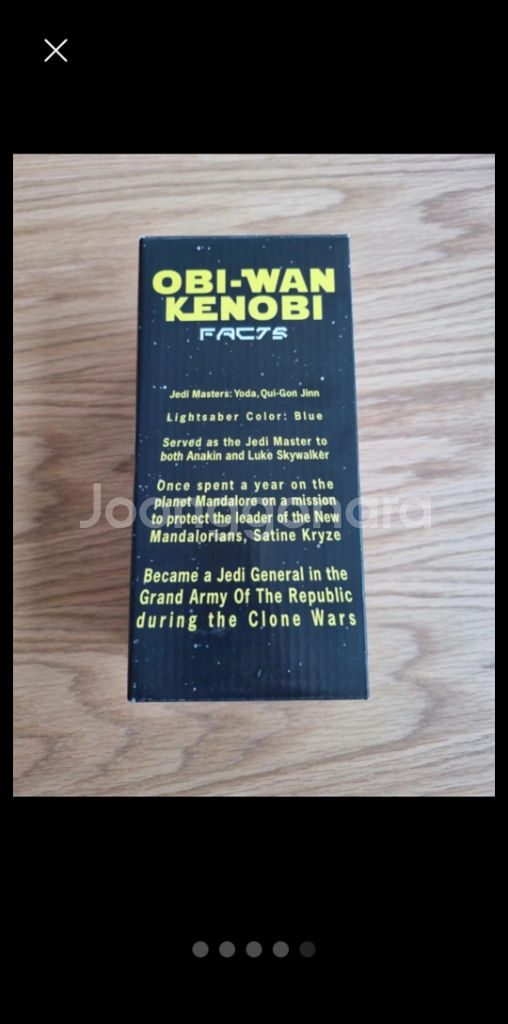 OBI-WAN
KENOBI
FACTS
Jedi Masters: Yoda, Qui-Gon Jinn
Lightsaber Color: Blue
Served as the Jedi Master to
both Anakin and Luke Skywalker
Once spent a year on the
planet Mandalore on a mission
to protect the leader of the New
Mandalorians, Satine Kryze
Became a Jedi General in the
Grand Army Of The Republic
during the Clone Wars
Joonggonara